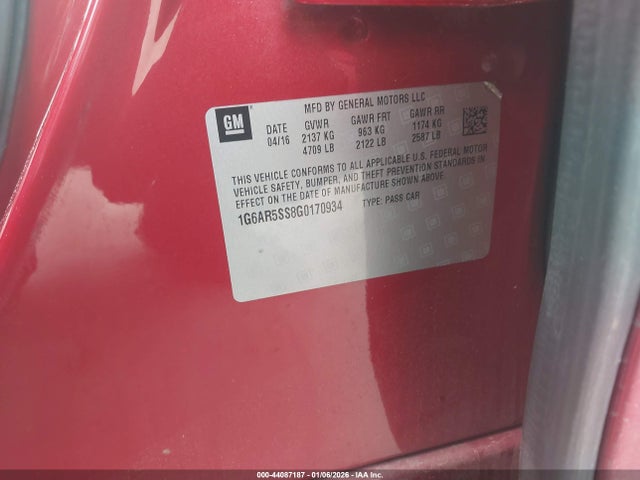 MFD BY GENERAL MOTORS LLC
GM
DATE GVWR GAWR FRT GAWR RR
04/16 2137 KG 963 KG 1174 KG
4709 LB 2122 LB 2587 LB
THIS VEHICLE CONFORMS TO ALL APPLICABLE U.S. FEDERAL MOTOR
VEHICLE SAFETY, BUMPER, AND THEFT PREVENTION STANDARDS IN
EFFECT ON THE DATE OF MANUFACTURE SHOWN ABOVE.
1G6AR5SS8G0170934 TYPE: PASS CAR
000-44087187 - 01/06/2026 - IAAI.COM